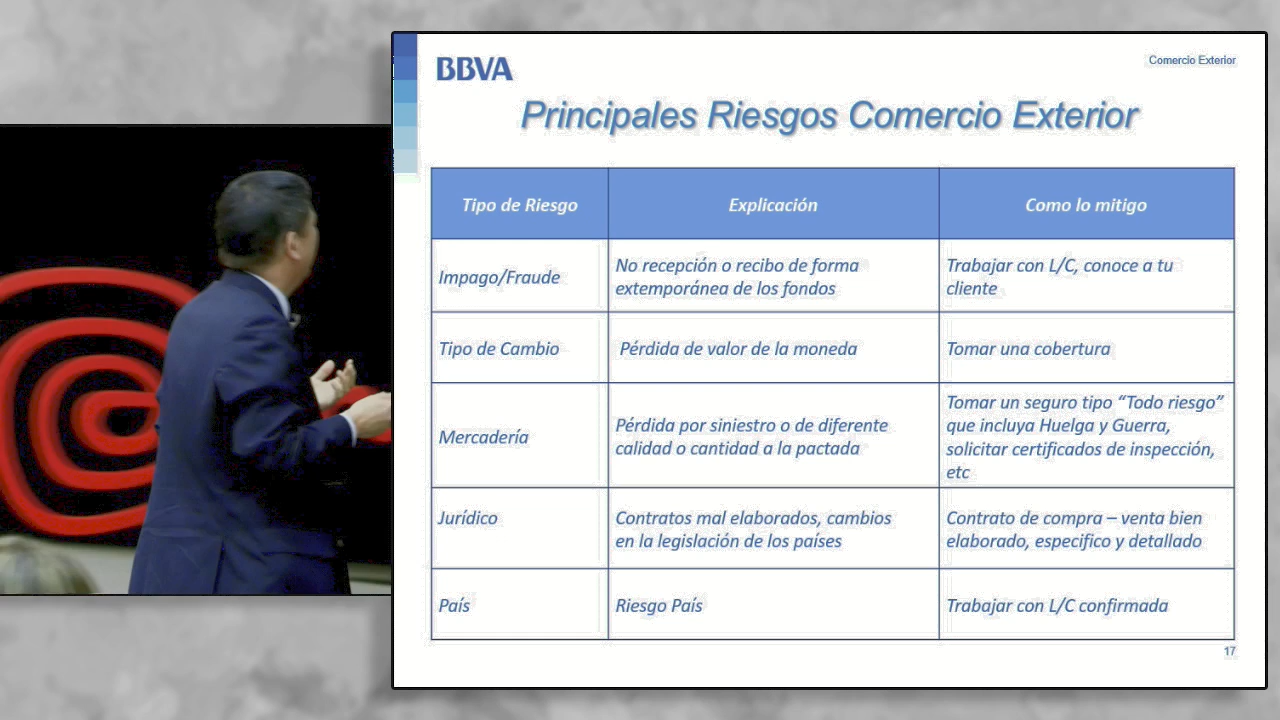 BBVA
Comercio Exterior
Principales Riesgos Comercio Exterior
Tipo de Riesgo
Explicación
Como lo mitigo
Impago/Fraude
No recepción o recibo de forma
extemporánea de los fondos
Trabajar con L/C, conoce a tu
cliente
Tipo de Cambio
Pérdida de valor de la moneda
Tomar una cobertura
Mercadería
Pérdida por siniestro o de diferente
calidad o cantidad a la pactada
Tomar un seguro tipo “Todo riesgo”
que incluya Huelga y Guerra,
solicitar certificados de inspección,
etc
Jurídico
Contratos mal elaborados, cambios
en la legislación de los países
Contrato de compra – venta bien
elaborado, especifico y detallado
País
Riesgo País
Trabajar con L/C confirmada
17